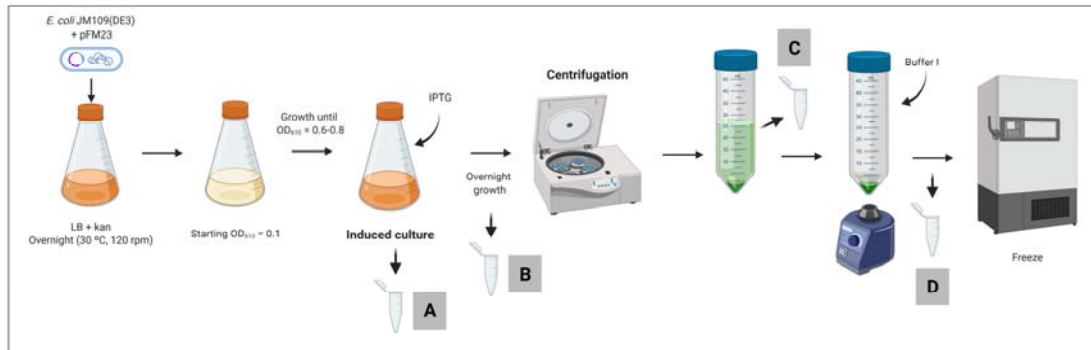 E. coli JM109(DE3)
+ pFM23
LB + kan
Overnight (30 ºC, 120 rpm)
Starting OD₆₁₀ = 0.1
Growth until
OD₆₁₀ = 0.6-0.8
IPTG
Induced culture
A
Overnight
growth
B
Centrifugation
C
Buffer I
D
Freeze